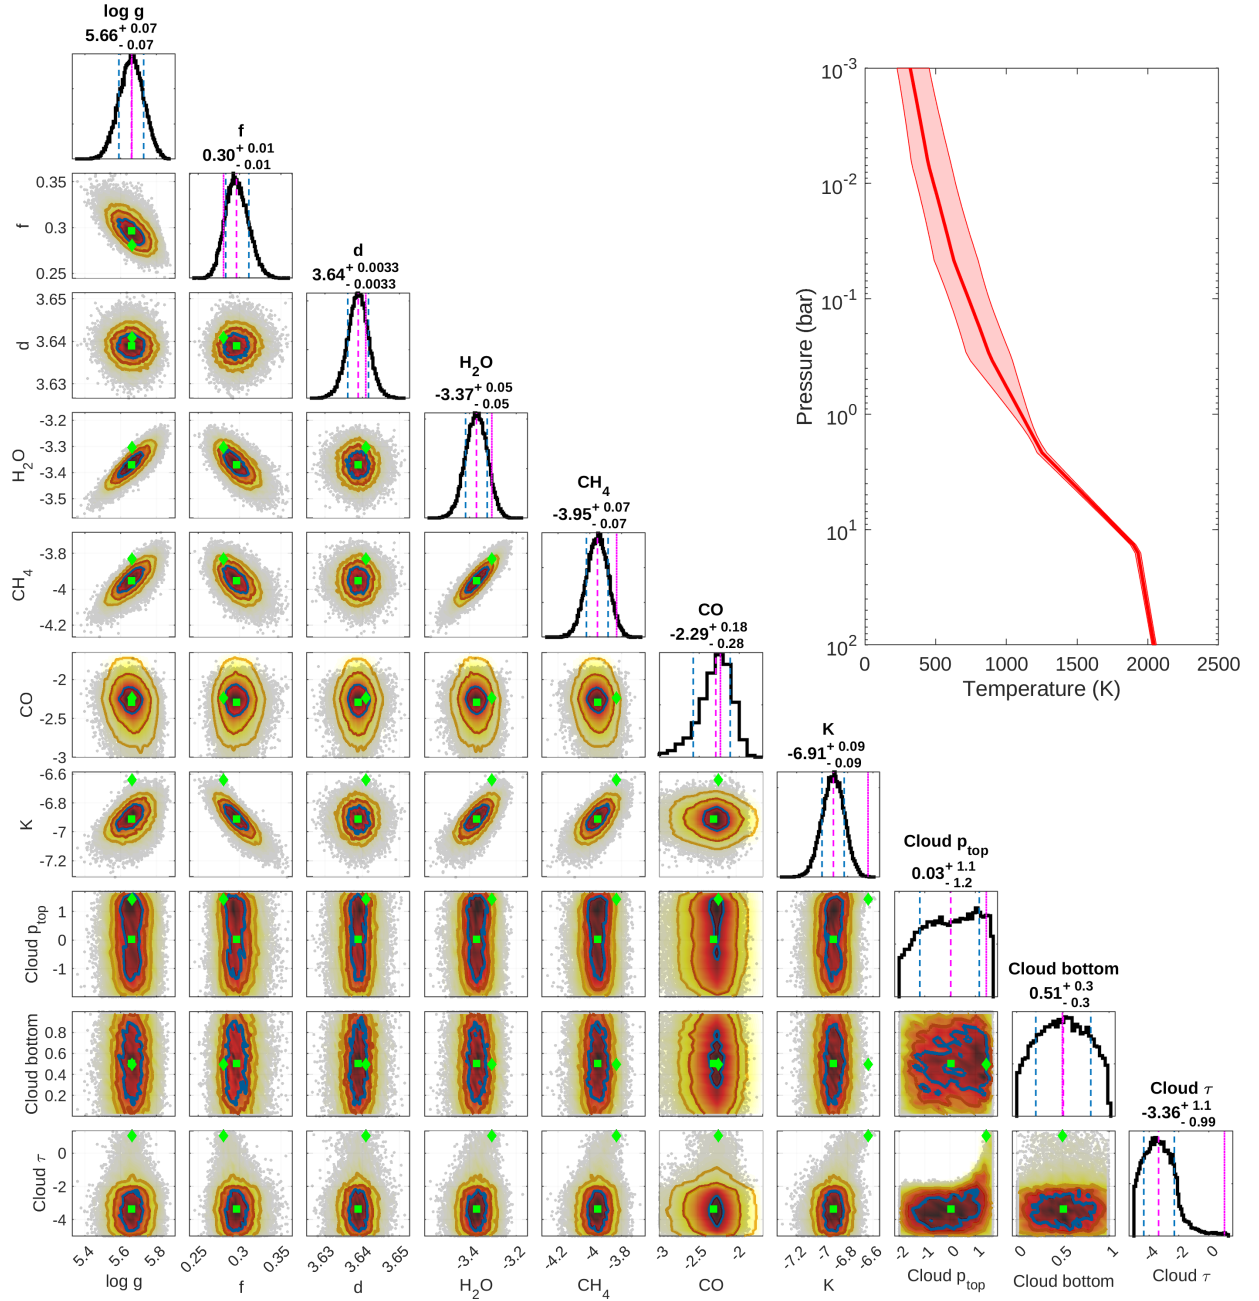 log g
5.66 + 0.07 - 0.07
f
0.30 + 0.01 - 0.01
d
3.64 + 0.0033 - 0.0033
H2O
-3.37 + 0.05 - 0.05
CH4
-3.95 + 0.07 - 0.07
CO
-2.29 + 0.18 - 0.28
K
-6.91 + 0.09 - 0.09
Cloud ptop
0.03 + 1.1 - 1.2
Cloud bottom
0.51 + 0.3 - 0.3
Cloud τ
-3.36 + 1.1 - 0.99
10-3
10-2
10-1
100
101
102
Pressure (bar)
0 500 1000 1500 2000 2500
Temperature (K)
f
0.35
0.3
0.25
d
3.65
3.64
3.63
H2O
-3.2
-3.3
-3.4
-3.5
CH4
-3.8
-4
-4.2
CO
-2
-2.5
-3
K
-6.6
-6.8
-7
-7.2
Cloud ptop
1
0
-1
Cloud bottom
0.8
0.6
0.4
0.2
Cloud τ
0
-2
-4
5.4 5.6 5.8
0.25 0.3 0.35
3.63 3.64 3.65
-3.4 -3.2
-4.2 -4 -3.8
-3 -2 -1
-7.2 -7 -6.8 -6.6
-2 -1 0 1
0 0.5 1
-4 -2 0
log g
f
d
H2O
CH4
CO
K
Cloud ptop
Cloud bottom
Cloud τ